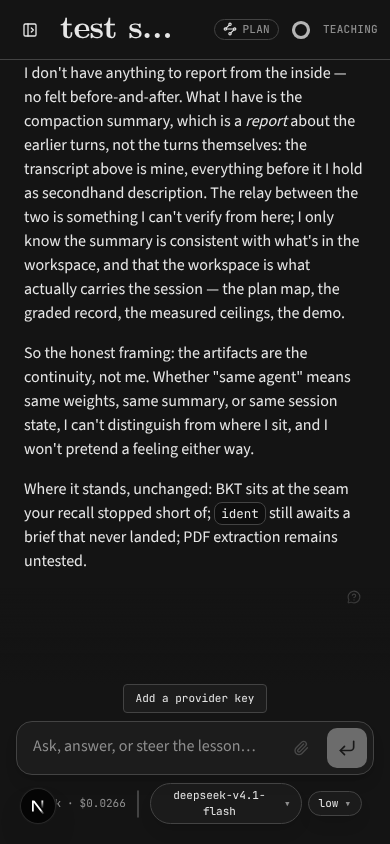 test s…
PLAN
TEACHING
I don't have anything to report from the inside —
no felt before-and-after. What I have is the
compaction summary, which is a report about the
earlier turns, not the turns themselves: the
transcript above is mine, everything before it I hold
as secondhand description. The relay between the
two is something I can't verify from here; I only
know the summary is consistent with what's in the
workspace, and that the workspace is what
actually carries the session — the plan map, the
graded record, the measured ceilings, the demo.
So the honest framing: the artifacts are the
continuity, not me. Whether "same agent" means
same weights, same summary, or same session
state, I can't distinguish from where I sit, and I
won't pretend a feeling either way.
Where it stands, unchanged: BKT sits at the seam
your recall stopped short of; ident still awaits a
brief that never landed; PDF extraction remains
untested.
Add a provider key
Ask, answer, or steer the lesson…
N
k · $0.0266
deepseek-v4.1-
flash
low